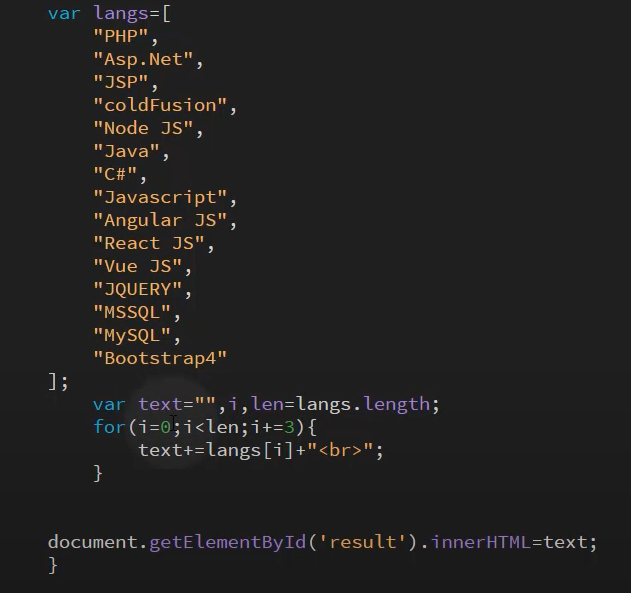 var langs=[
"PHP",
"Asp.Net",
"JSP",
"coldFusion",
"Node JS",
"Java",
"C#",
"Javascript",
"Angular JS",
"React JS",
"Vue JS",
"JQUERY",
"MSSQL",
"MySQL",
"Bootstrap4"
];
var text="",i,len=langs.length;
for(i=0;i<len;i+=3){
text+=langs[i]+"<br>";
}
document.getElementById('result').innerHTML=text;
}